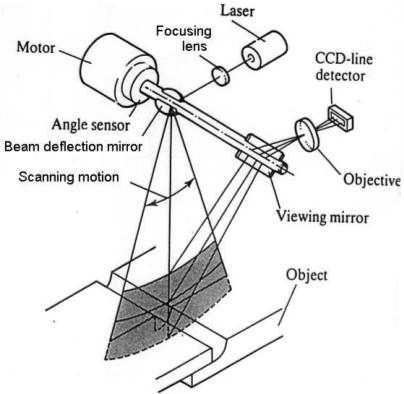 Laser
Focusing
lens
Motor
CCD-line
detector
Angle sensor
Beam deflection mirror
Scanning motion
Objective
Viewing mirror
Object